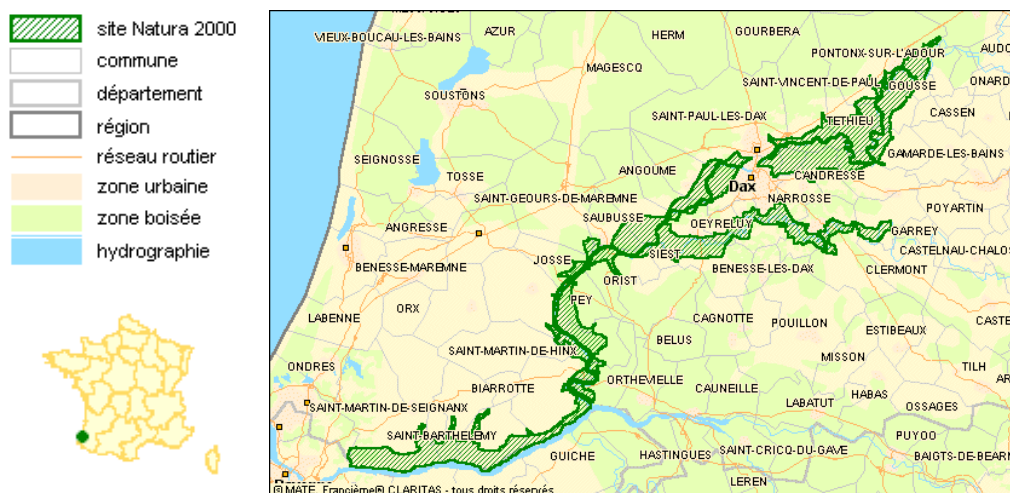 site Natura 2000
commune
département
région
réseau routier
zone urbaine
zone boisée
hydrographie
VIEUX-BOUCAU-LES-BAINS
AZUR
HERM
GOURBERA
PONTONX-SUR-L'ADOUR
MAGESCQ
SAINT-VINCENT-DE-PAUL
GOUSSE
ONARD
SOUSTONS
CASSEN
SAINT-PAUL-LES-DAX
TETHIEU
SEIGNOSSE
GAMARDE-LES-BAINS
TOSSE
ANGOUME
CANDRESSE
Dax
SAINT-GEOURS-DE-MAREMNE
NARROSSE
POYARTIN
SAUBUSSE
OEYRELUY
ANGRESSE
GARREY
CASTELNAU-CHALOS
JOSSE
SIEST
BENESSE-MAREMNE
BENESSE-LES-DAX
CLERMONT
ORIST
PEY
LABENNE
ORX
CAGNOTTE
POUILLON
ESTIBEAUX
CASTE
BELUS
SAINT-MARTIN-DE-HINX
MISSON
ONDRES
TILH
ORTHEVIELLE
BIARROTTE
CAUNEILLE
HABAS
SAINT-MARTIN-DE-SEIGNANX
LABATUT
OSSAGES
SAINT-BARTHELEMY
PUYOO
GUICHE
HASTINGUES
SAINT-CRICQ-DU-GAVE
BAIGTS-DE-BEARN
LEREN
© MATE, Francième® CLARITAS - tous droits réservés